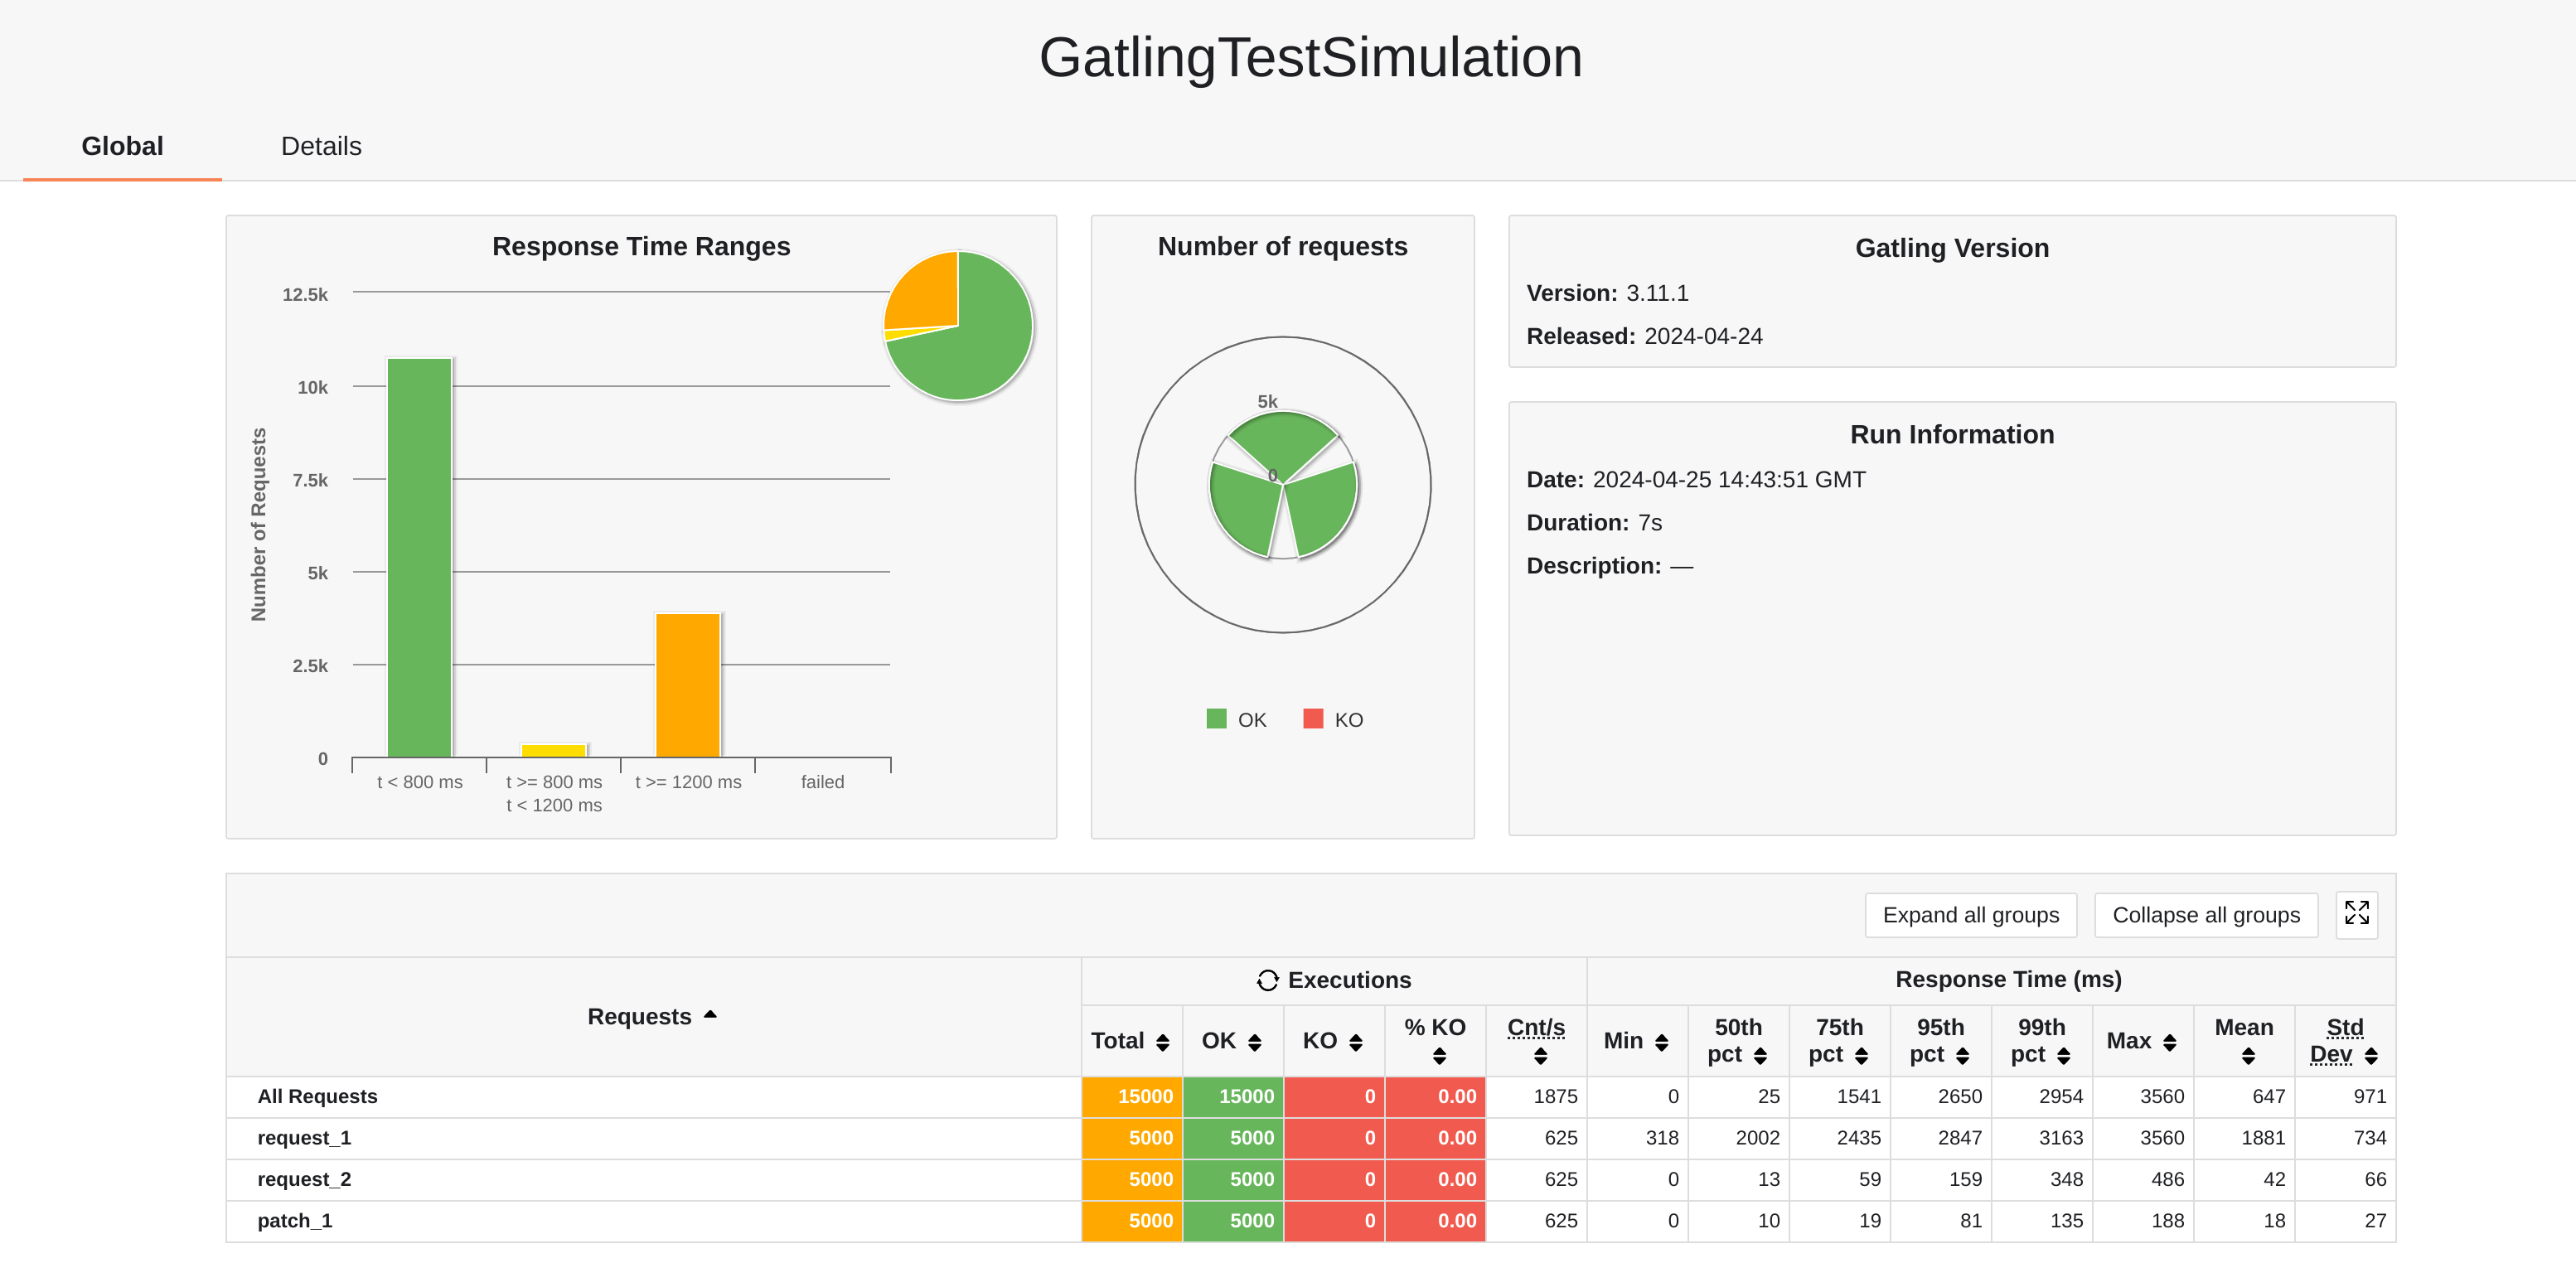 GatlingTestSimulation
Global
Details
Response Time Ranges
12.5k
10k
7.5k
5k
2.5k
0
Number of Requests
t < 800 ms
t >= 800 ms
t < 1200 ms
t >= 1200 ms
failed
Number of requests
5k
0
OK
KO
Gatling Version
Version: 3.11.1
Released: 2024-04-24
Run Information
Date: 2024-04-25 14:43:51 GMT
Duration: 7s
Description: —
Expand all groups
Collapse all groups
Requests
Executions
Response Time (ms)
Total
OK
KO
% KO
Cnt/s
Min
50th
pct
75th
pct
95th
pct
99th
pct
Max
Mean
Std
Dev
All Requests 15000 15000 0 0.00 1875 0 25 1541 2650 2954 3560 647 971
request_1 5000 5000 0 0.00 625 318 2002 2435 2847 3163 3560 1881 734
request_2 5000 5000 0 0.00 625 0 13 59 159 348 486 42 66
patch_1 5000 5000 0 0.00 625 0 10 19 81 135 188 18 27